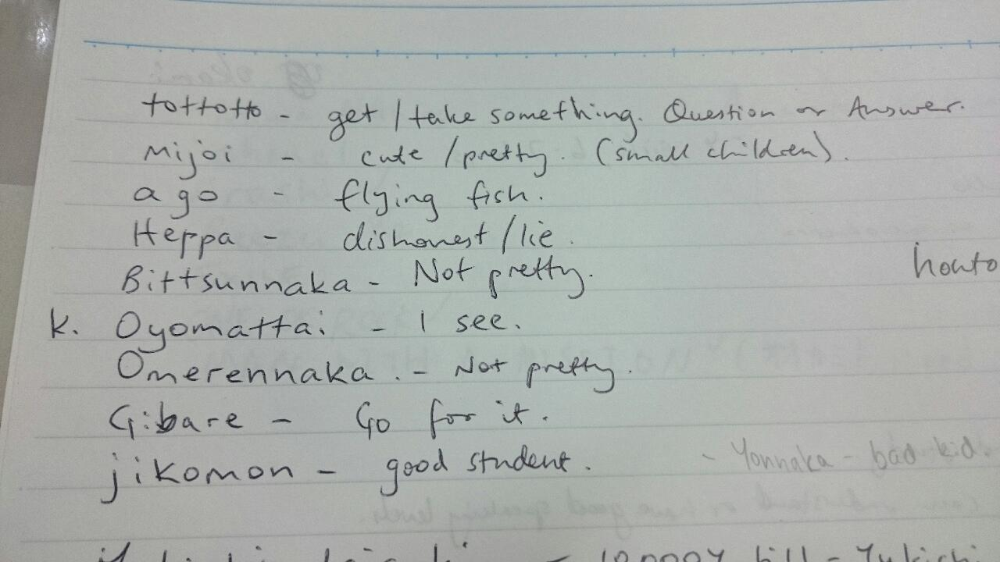 tottotto - get / take something. Question or Answer.
Mijoi - cute / pretty. (small children).
ago - flying fish.
Heppa - dishonest / lie.
Bittsunnaka - Not pretty.
honto
k. Oyomattai - I see.
Omerennaka. - Not pretty.
Gibare - Go for it.
jikomon - good student.
- Yonnaka - bad kid.
- 10000Y bill - Yukichi